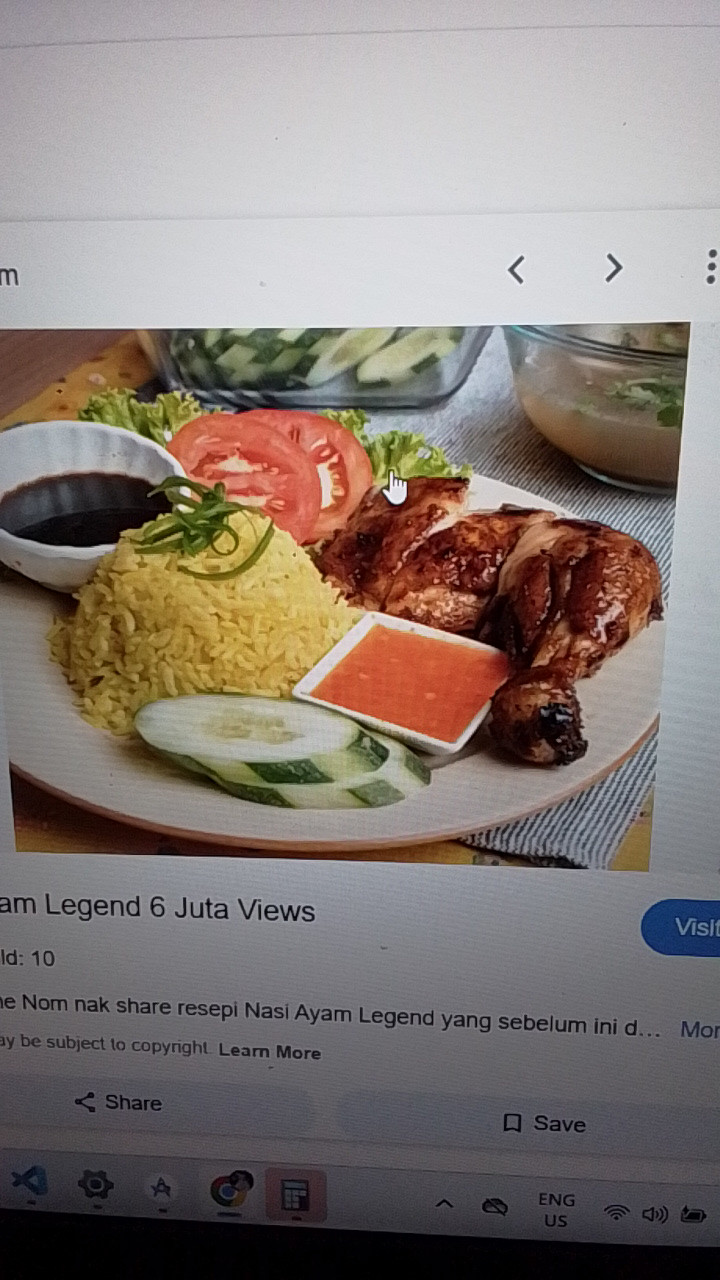 m
am Legend 6 Juta Views
ld: 10
ne Nom nak share resepi Nasi Ayam Legend yang sebelum ini d... Mor
ay be subject to copyright. Learn More
Share
Save
Visit
ENG
US